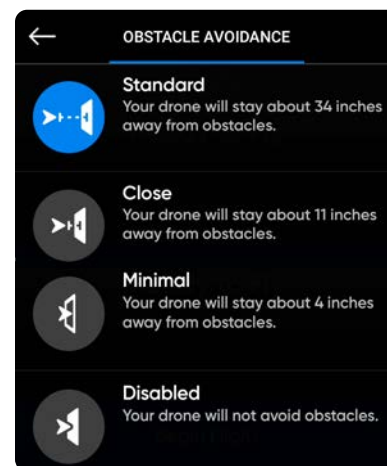 OBSTACLE AVOIDANCE
Standard
Your drone will stay about 34 inches
away from obstacles.
Close
Your drone will stay about 11 inches
away from obstacles.
Minimal
Your drone will stay about 4 inches
away from obstacles.
Disabled
Your drone will not avoid obstacles.